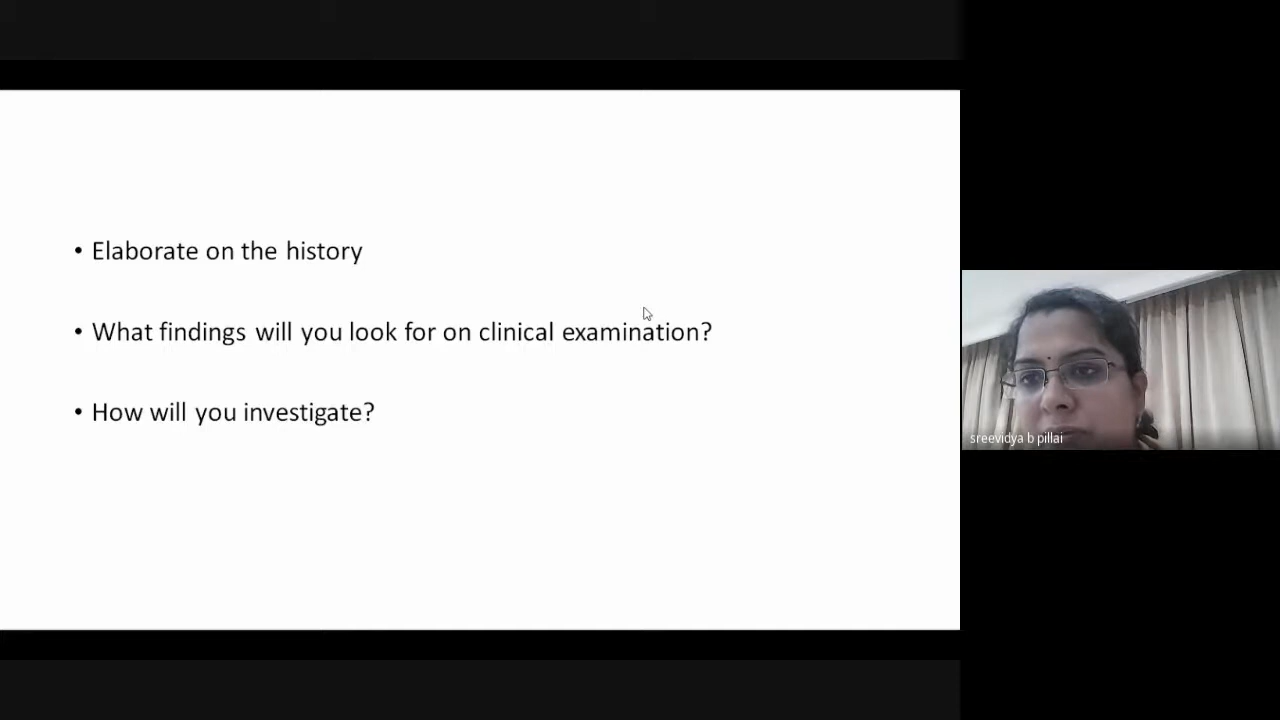 • Elaborate on the history
• What findings will you look for on clinical examination?
• How will you investigate?
sreevidya b pillai